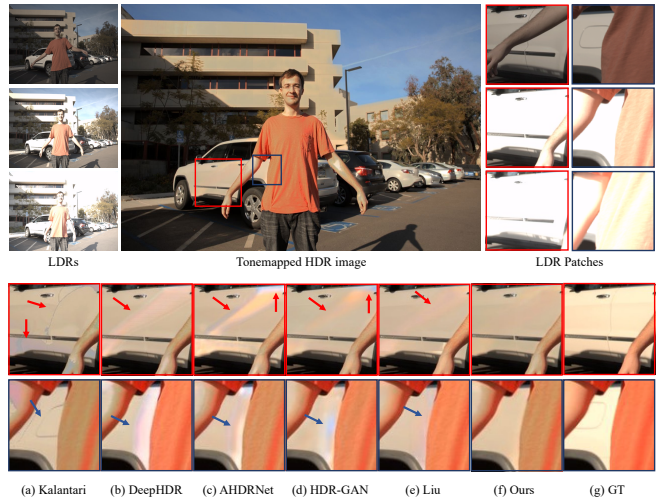 LDRs Tonemapped HDR image LDR Patches
(a) Kalantari (b) DeepHDR (c) AHDRNet (d) HDR-GAN (e) Liu (f) Ours (g) GT